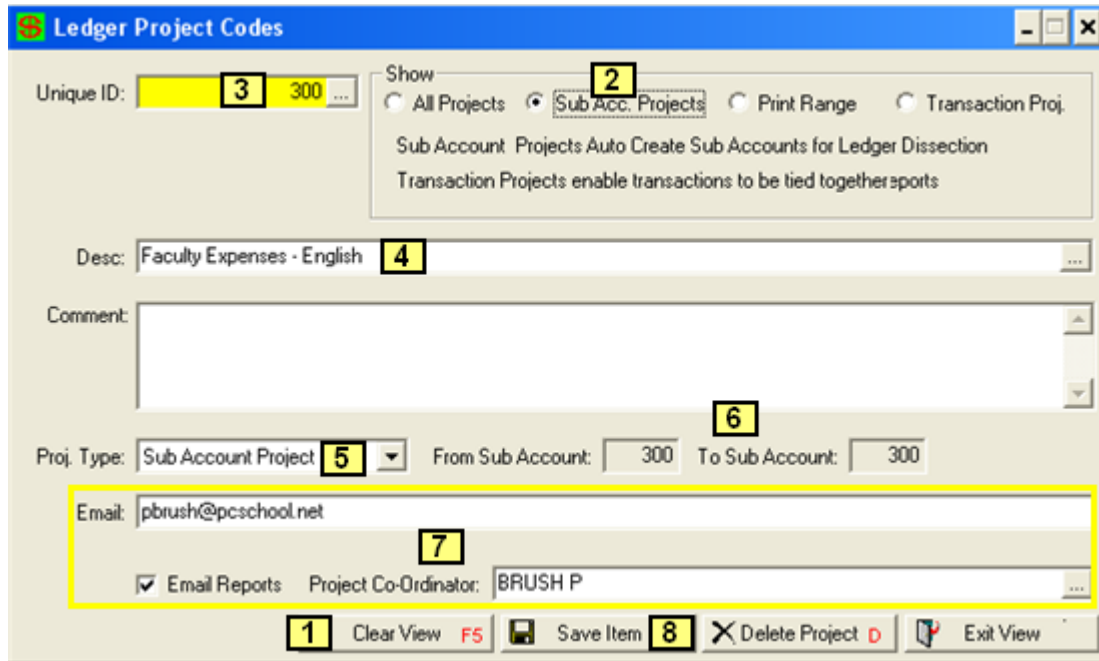 Ledger Project Codes
Unique ID: 3 300 ...
Show
2
All Projects Sub Acc. Projects Print Range Transaction Proj.
Sub Account Projects Auto Create Sub Accounts for Ledger Dissection
Transaction Projects enable transactions to be tied together eports
Desc: Faculty Expenses - English 4 ...
Comment:
6
Proj. Type: Sub Account Project 5 From Sub Account: 300 To Sub Account: 300
Email: pbrush@pcschool.net
7
Email Reports Project Co-Ordinator: BRUSH P ...
1 Clear View F5 Save Item 8 Delete Project D Exit View